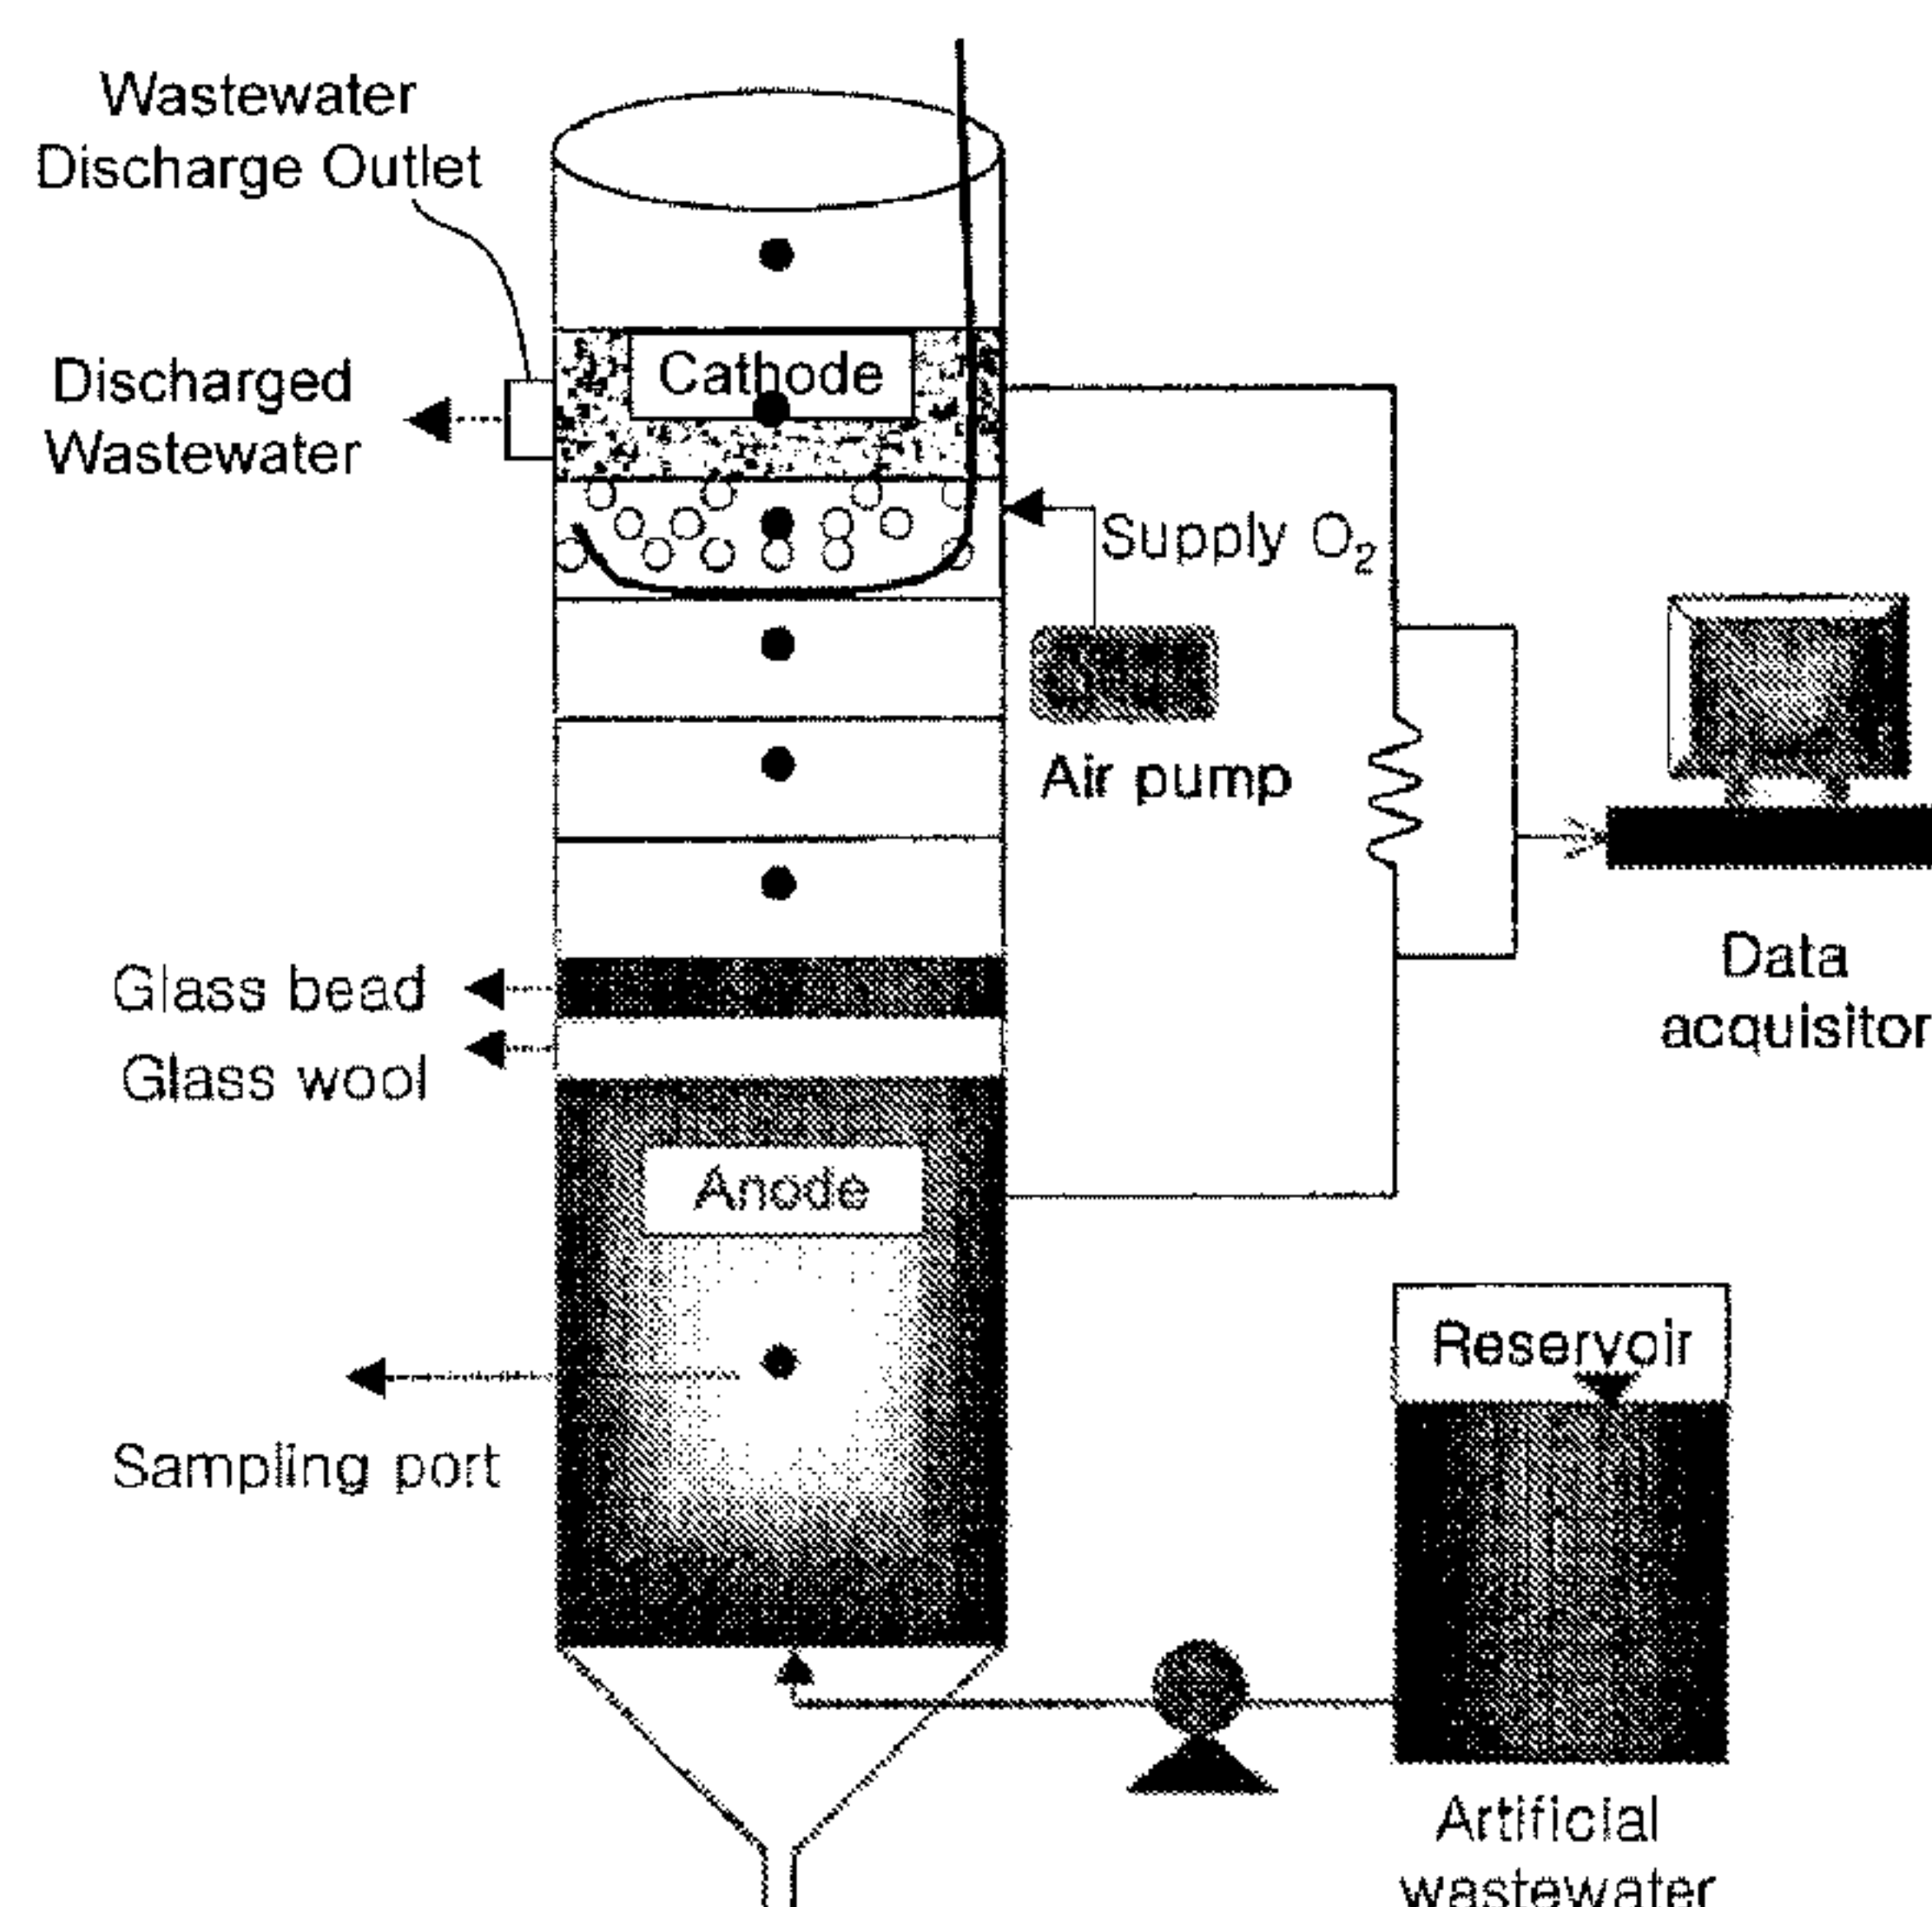 Wastewater
Discharge Outlet
Cathode
Discharged
Wastewater
Supply O₂
Air pump
Data
acquisitor
Glass bead
Glass wool
Anode
Sampling port
Reservoir
Artificial
wastewater